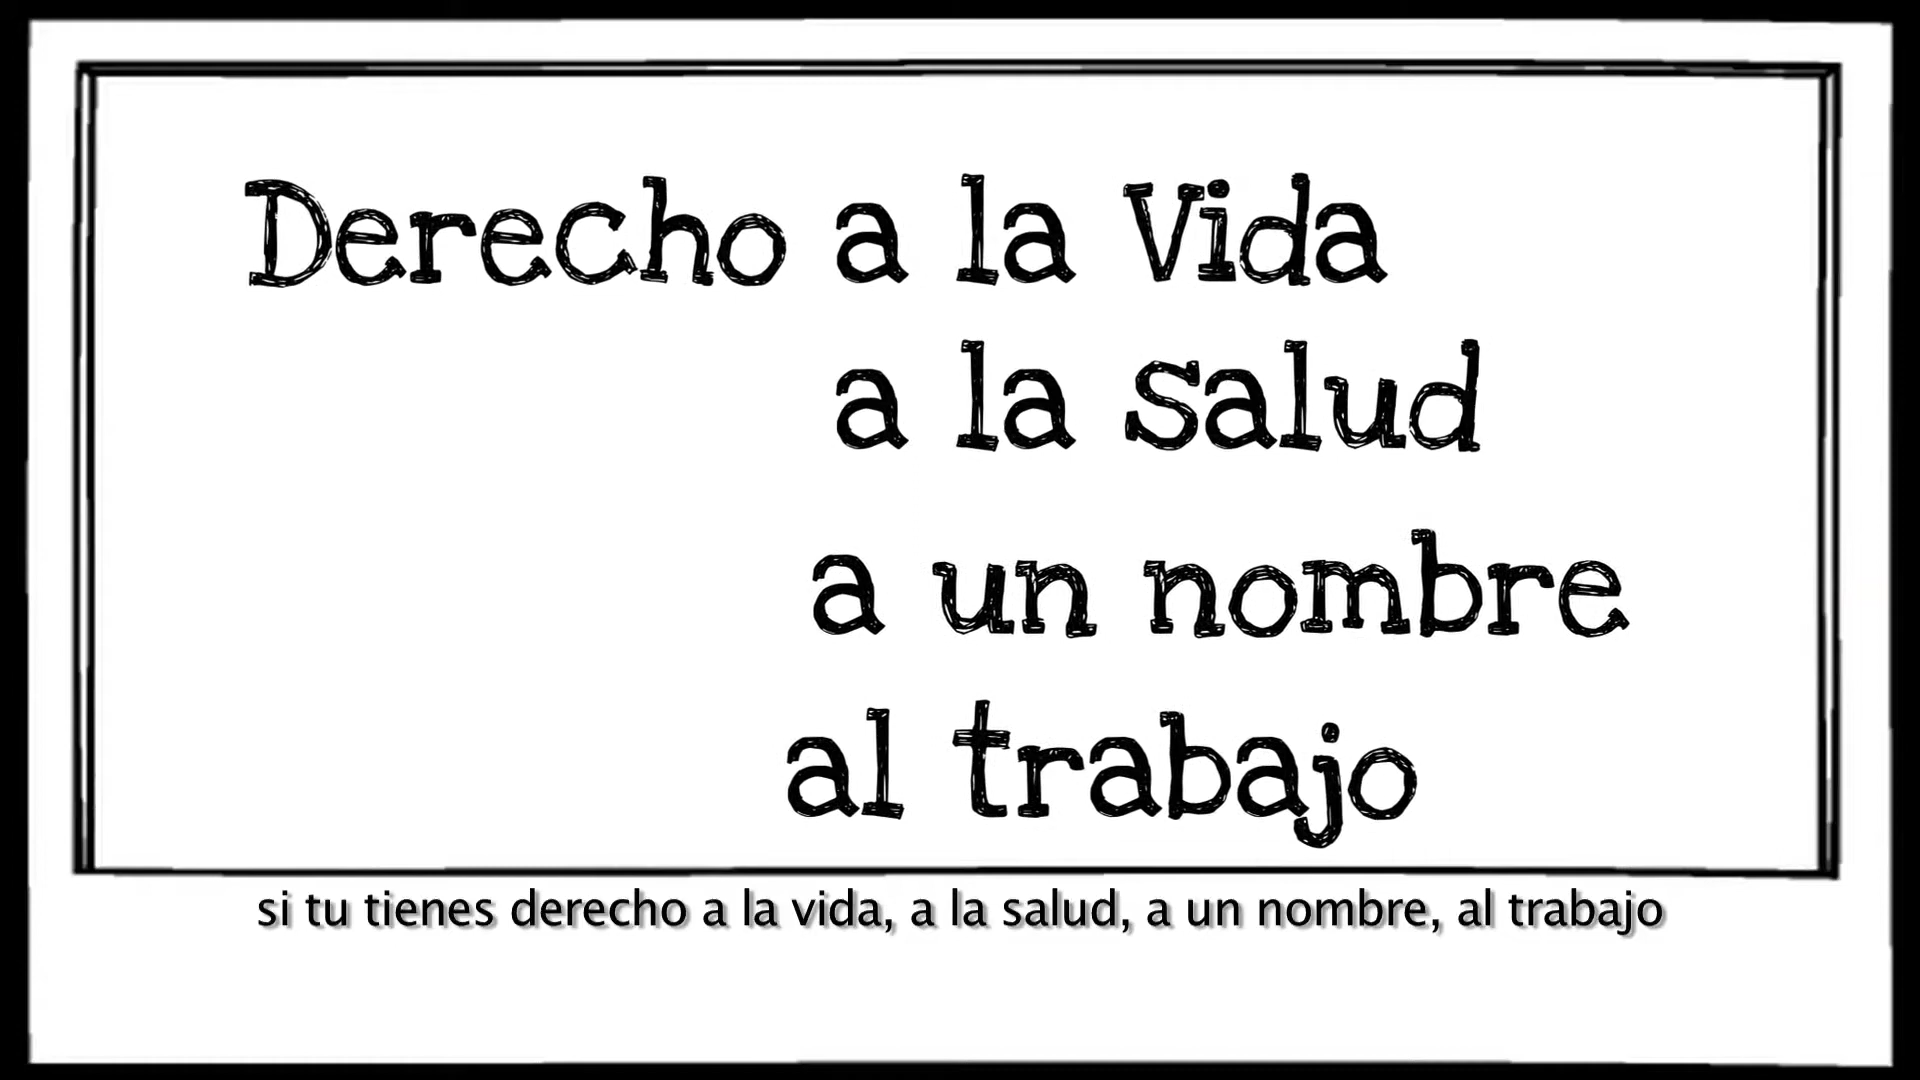 Derecho a la Vida
a la Salud
a un nombre
al trabajo
si tu tienes derecho a la vida, a la salud, a un nombre, al trabajo